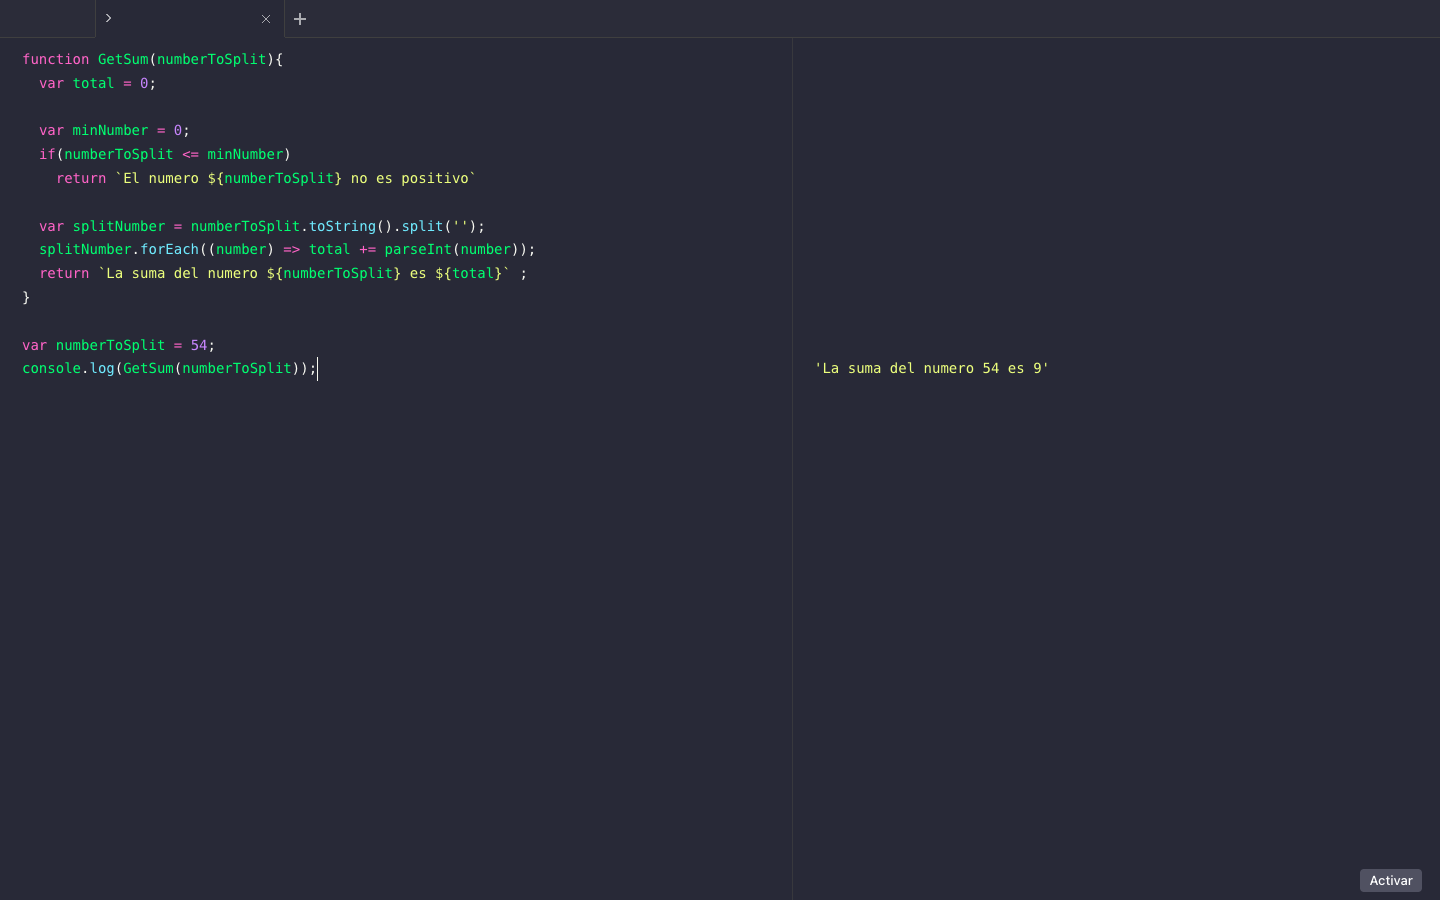 function GetSum(numberToSplit){
  var total = 0;
  var minNumber = 0;
  if(numberToSplit <= minNumber)
    return `El numero ${numberToSplit} no es positivo`
  var splitNumber = numberToSplit.toString().split('');
  splitNumber.forEach((number) => total += parseInt(number));
  return `La suma del numero ${numberToSplit} es ${total}` ;
}
var numberToSplit = 54;
console.log(GetSum(numberToSplit));
'La suma del numero 54 es 9'
Activar